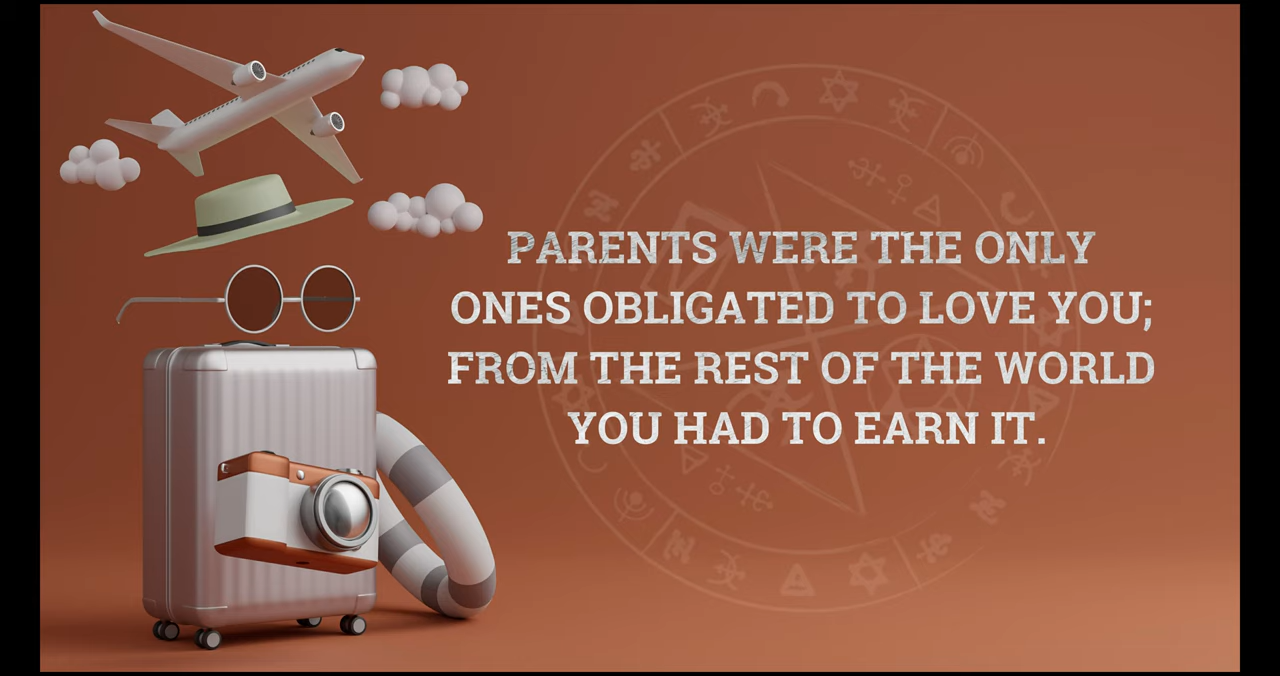 PARENTS WERE THE ONLY
ONES OBLIGATED TO LOVE YOU;
FROM THE REST OF THE WORLD
YOU HAD TO EARN IT.